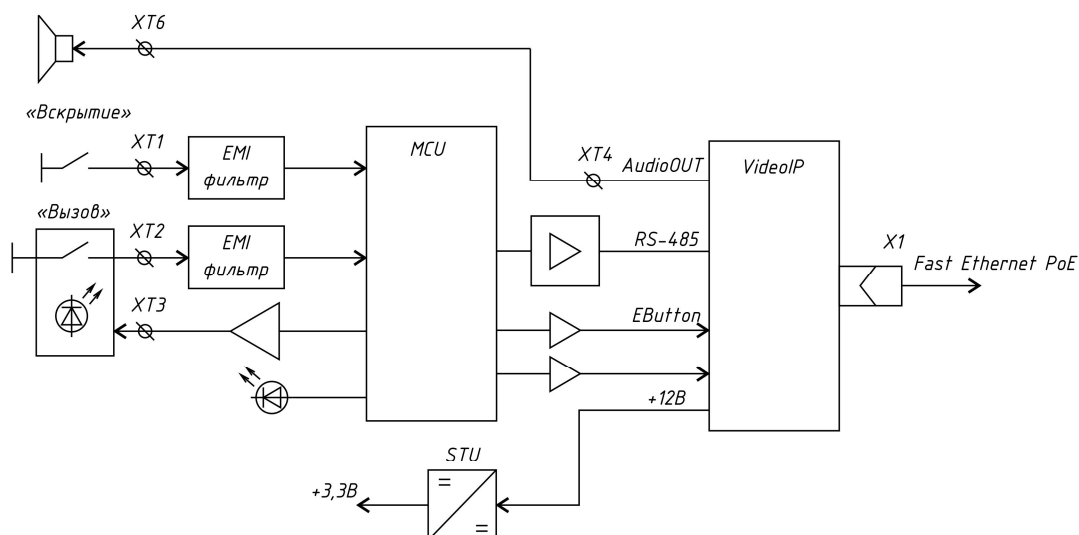 XT6
«Вскрытие»
XT1
EMI
фильтр
MCU
XT4
AudioOUT
VideoIP
«Вызов»
XT2
EMI
фильтр
RS-485
X1
Fast Ethernet PoE
XT3
EButton
+12В
STU
+3,3В
=
=